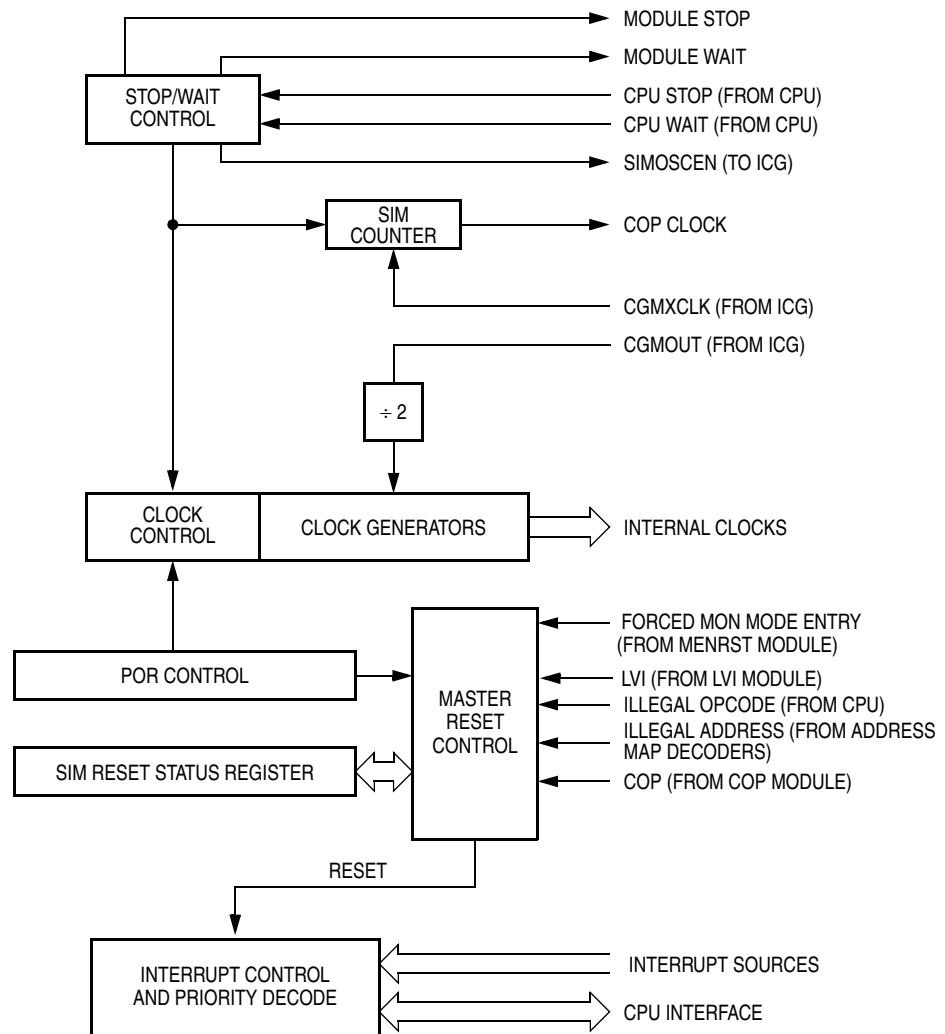 MODULE STOP
MODULE WAIT
STOP/WAIT
CONTROL
CPU STOP (FROM CPU)
CPU WAIT (FROM CPU)
SIMOSCEN (TO ICG)
SIM
COUNTER
COP CLOCK
CGMXCLK (FROM ICG)
CGMOUT (FROM ICG)
÷ 2
CLOCK
CONTROL
CLOCK GENERATORS
INTERNAL CLOCKS
FORCED MON MODE ENTRY
(FROM MENRST MODULE)
POR CONTROL
LVI (FROM LVI MODULE)
MASTER
RESET
CONTROL
ILLEGAL OPCODE (FROM CPU)
ILLEGAL ADDRESS (FROM ADDRESS
MAP DECODERS)
SIM RESET STATUS REGISTER
COP (FROM COP MODULE)
RESET
INTERRUPT CONTROL
AND PRIORITY DECODE
INTERRUPT SOURCES
CPU INTERFACE